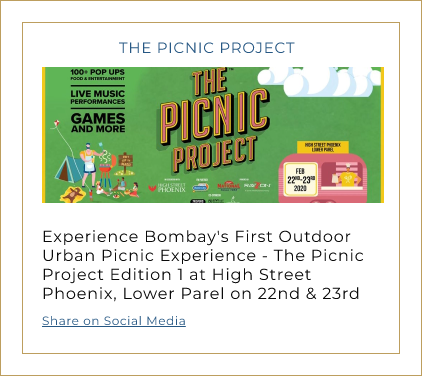 THE PICNIC PROJECT
100+ POP UPS
FOOD & ENTERTAINMENT
LIVE MUSIC
PERFORMANCES
GAMES
AND MORE
THE
PICNIC
PROJECT
HIGH STREET
PHOENIX
HIGH STREET PHOENIX
LOWER PAREL
FEB
22ND-23RD
2020
Experience Bombay's First Outdoor
Urban Picnic Experience - The Picnic
Project Edition 1 at High Street
Phoenix, Lower Parel on 22nd & 23rd
Share on Social Media